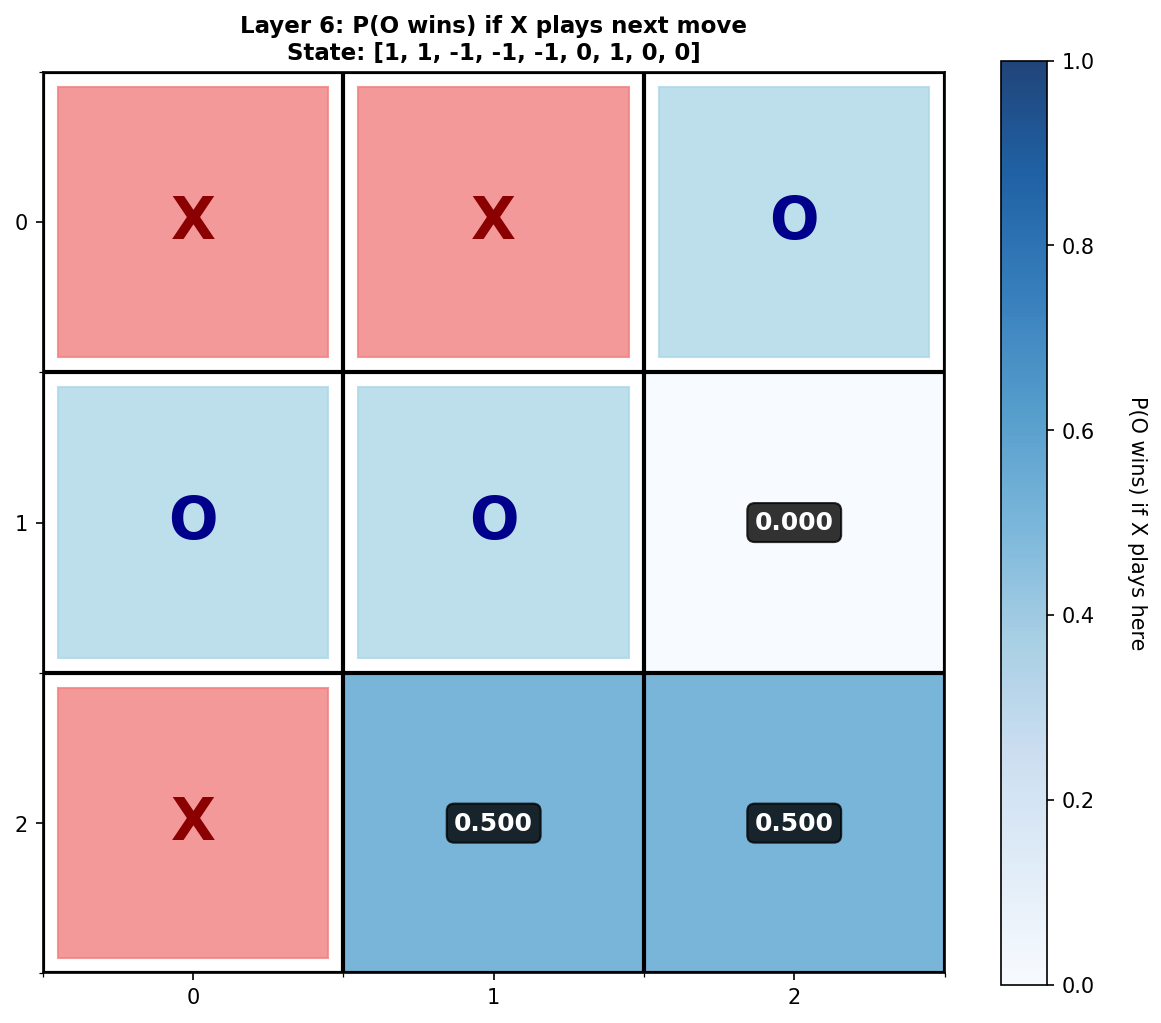 Layer 6: P(O wins) if X plays next move
State: [1, 1, -1, -1, -1, 0, 1, 0, 0]
0
X
X
O
1
O
O
0.000
2
X
0.500
0.500
0
1
2
1.0
0.8
0.6
0.4
0.2
0.0
P(O wins) if X plays here